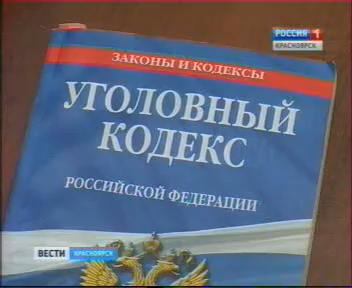 РОССИЯ 1
КРАСНОЯРСК
ЗАКОНЫ И КОДЕКСЫ
УГОЛОВНЫЙ
КОДЕКС
РОССИЙСКОЙ ФЕДЕРАЦИИ
ВЕСТИ КРАСНОЯРСК